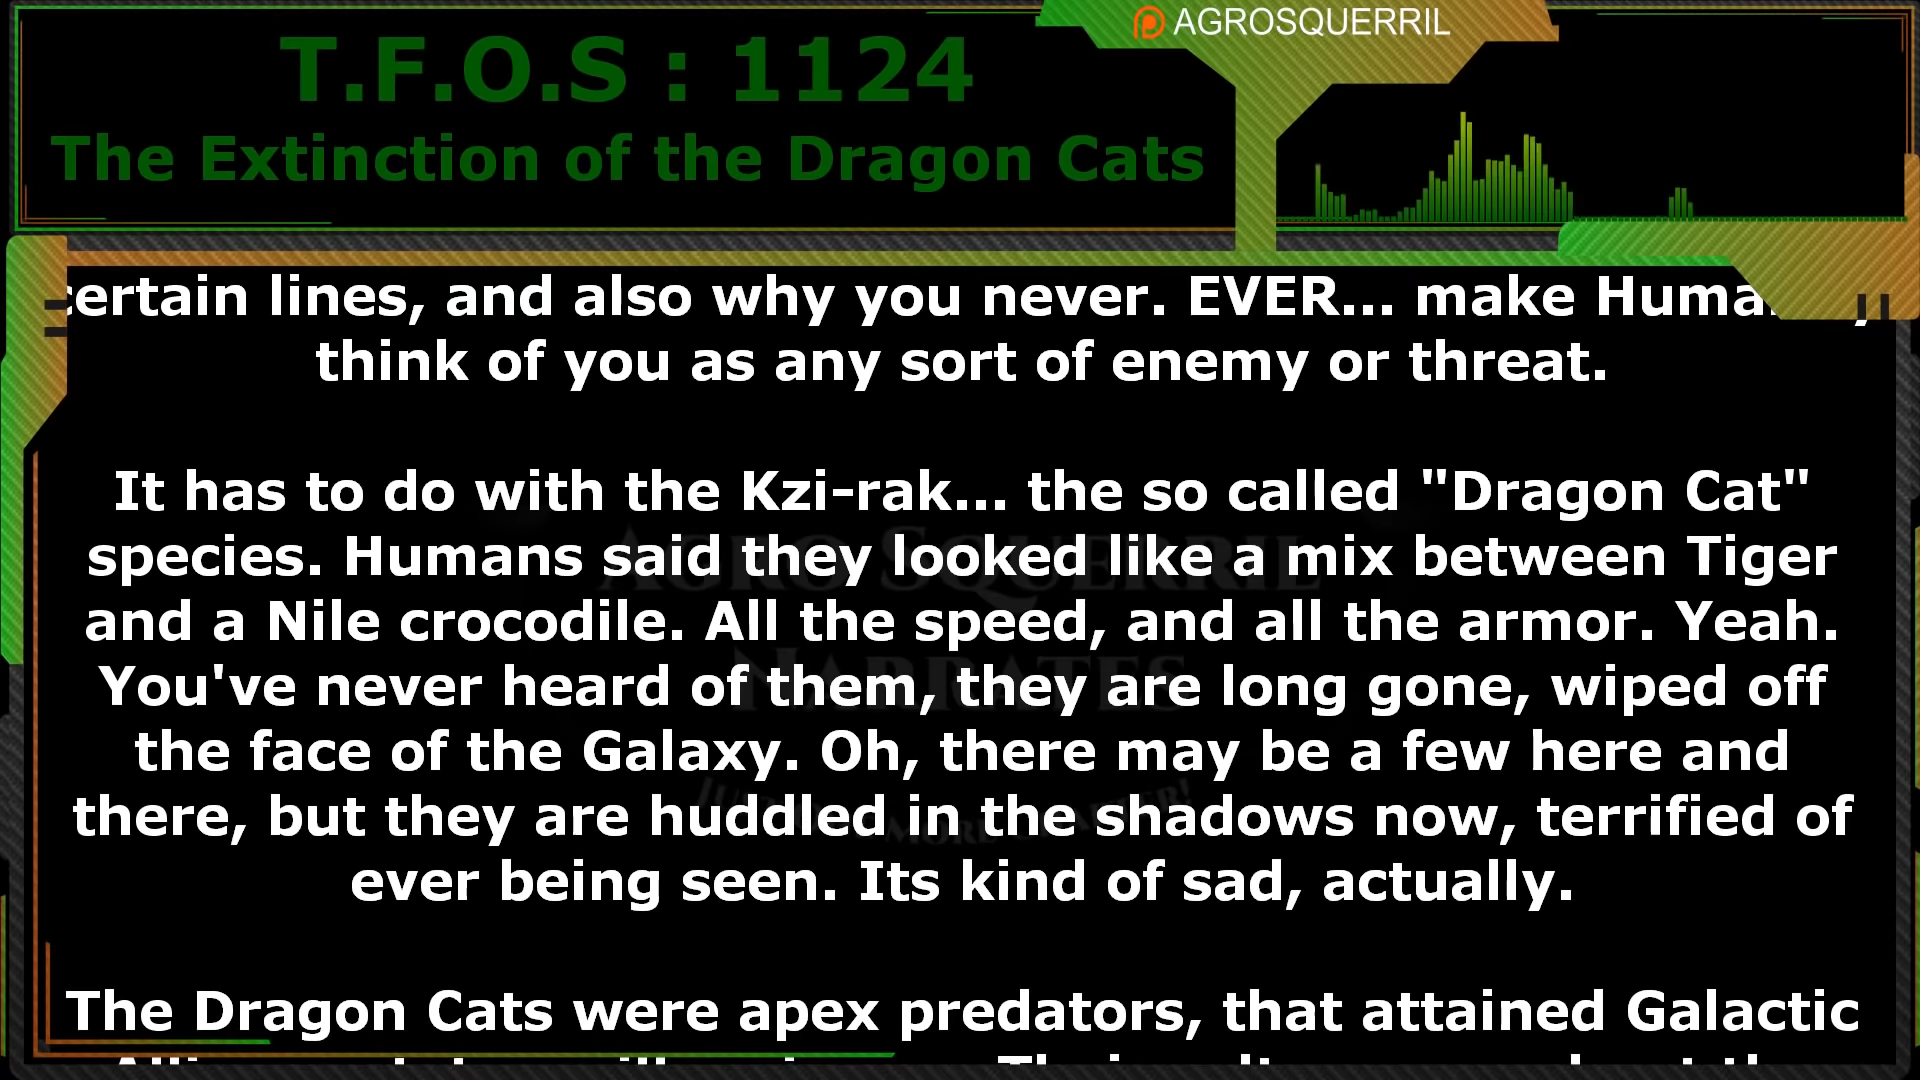 AGROSQUERRIL
T.F.O.S : 1124
The Extinction of the Dragon Cats
certain lines, and also why you never. EVER... make
think of you as any sort of enemy or threat.
It has to do with the Kzi-rak... the so called "Dragon Cat"
species. Humans said they looked like a mix between Tiger
and a Nile crocodile. All the speed, and all the armor. Yeah.
You've never heard of them, they are long gone, wiped off
the face of the Galaxy. Oh, there may be a few here and
there, but they are huddled in the shadows now, terrified of
ever being seen. Its kind of sad, actually.
The Dragon Cats were apex predators, that attained Galactic
Agro Squerril
Narrates